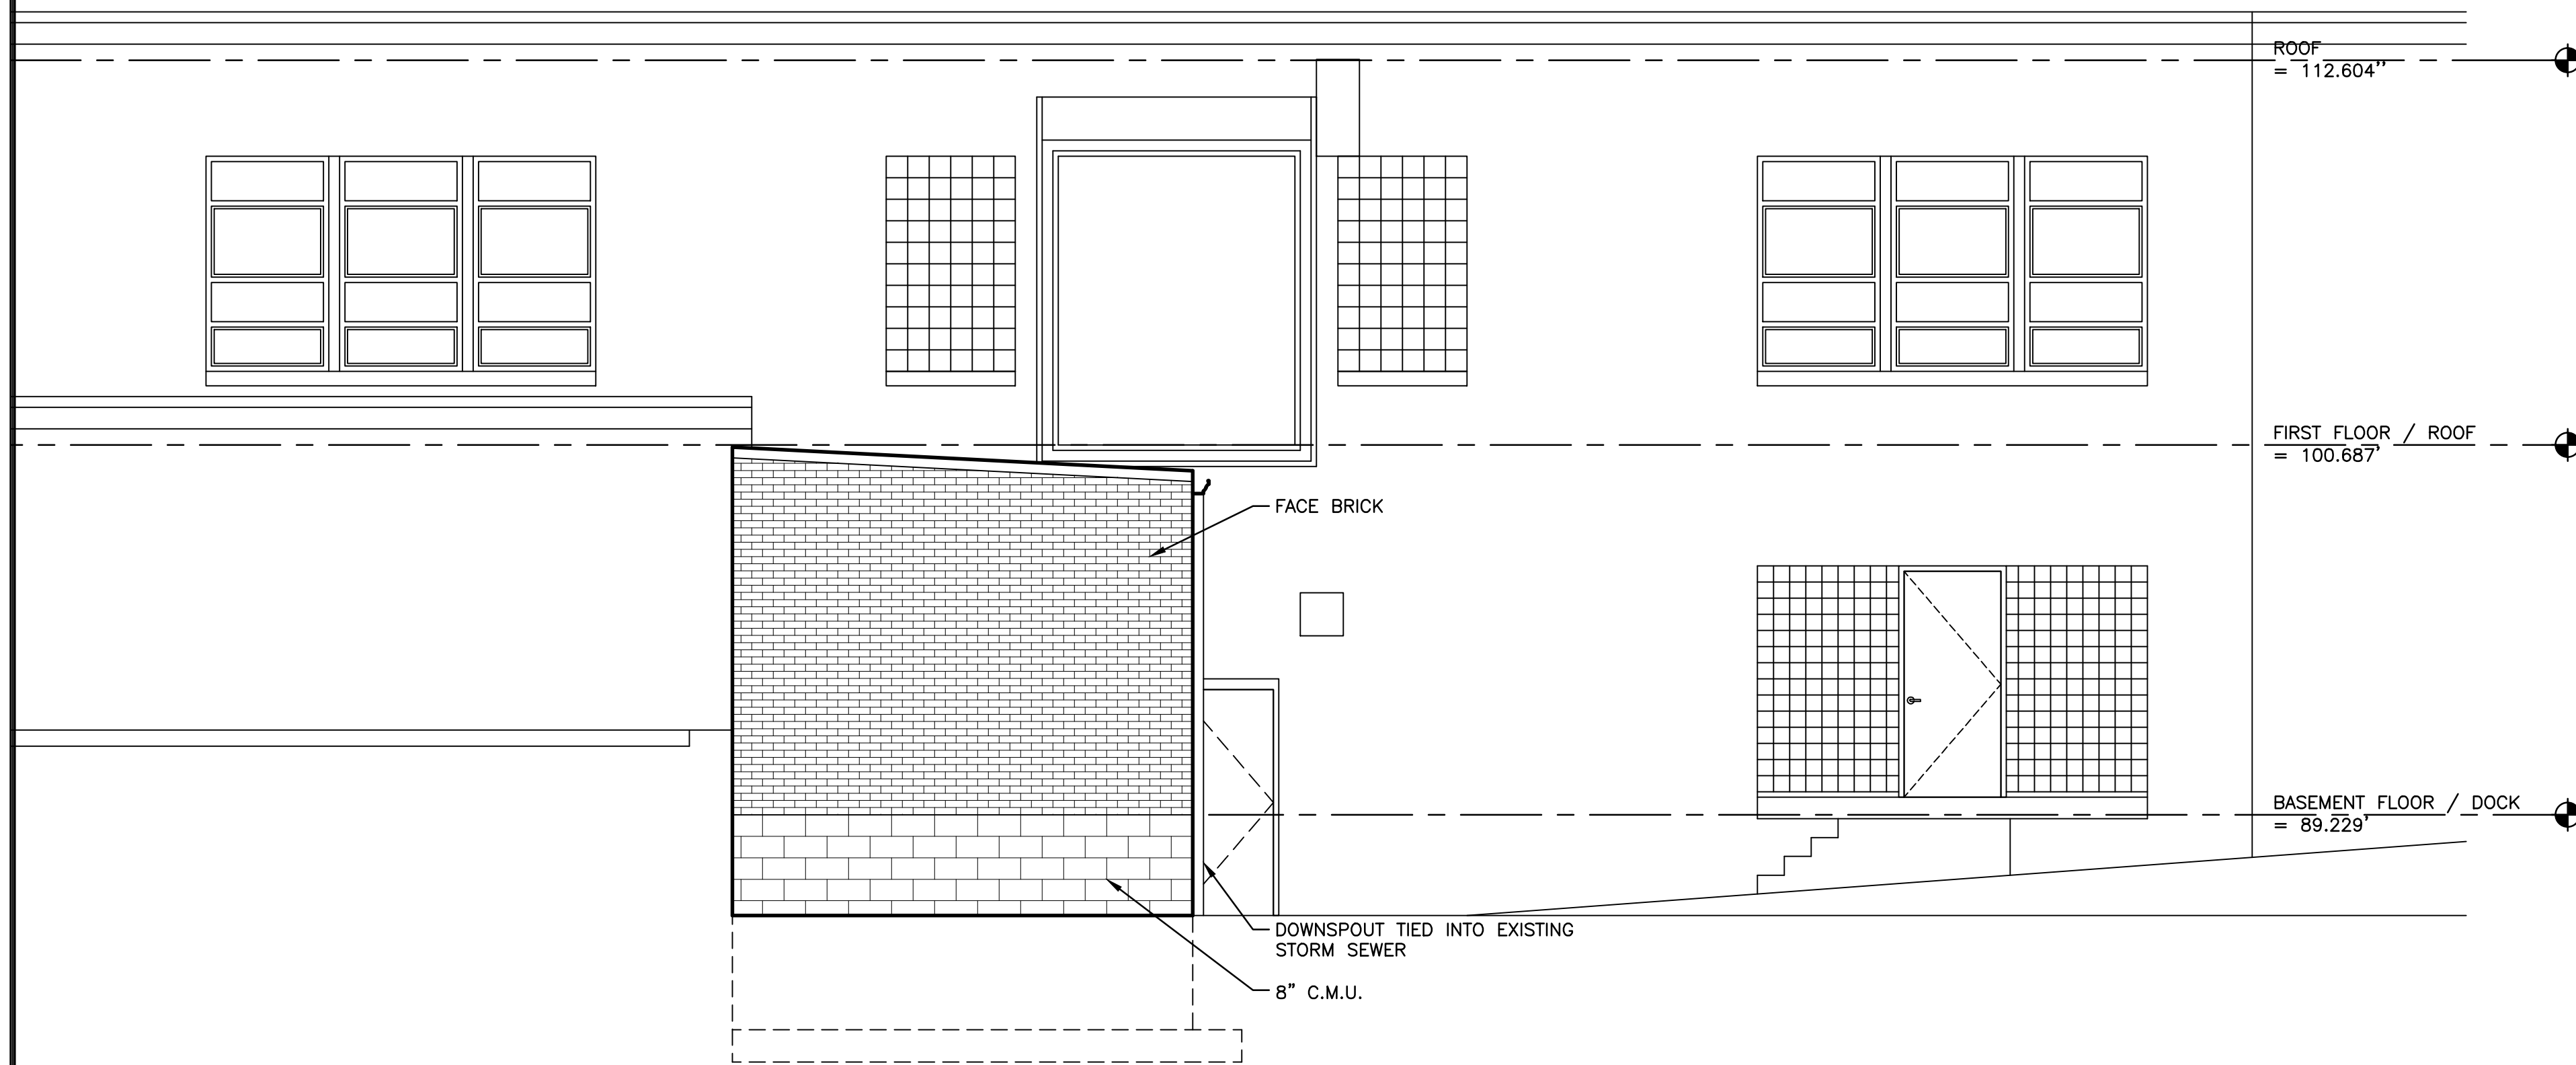 ROOF
= 112.604''
FIRST FLOOR / ROOF
= 100.687'
FACE BRICK
BASEMENT FLOOR / DOCK
= 89.229'
DOWNSPOUT TIED INTO EXISTING
STORM SEWER
8" C.M.U.